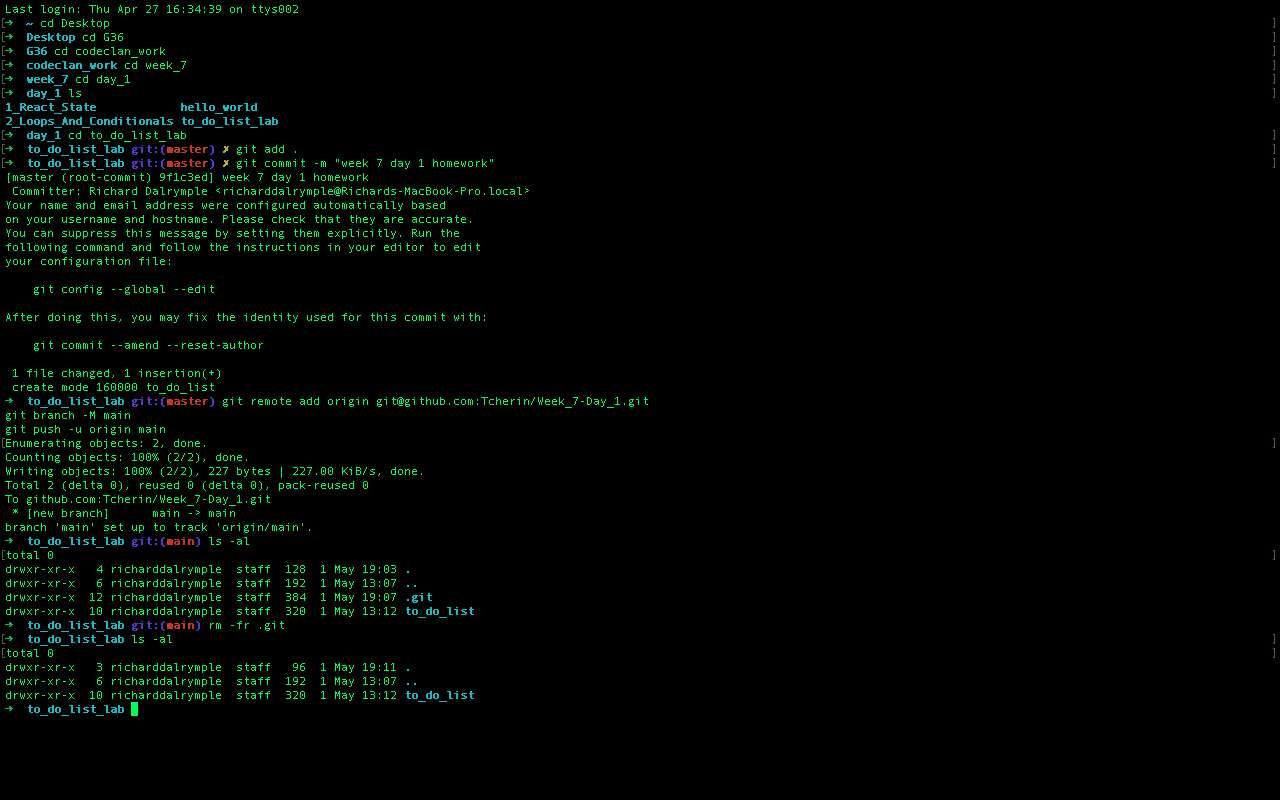 Last login: Thu Apr 27 16:34:39 on ttys002
[➜  ~ cd Desktop ]
[➜  Desktop cd G36 ]
[➜  G36 cd codeclan_work ]
[➜  codeclan_work cd week_7 ]
[➜  week_7 cd day_1 ]
[➜  day_1 ls ]
1_React_State            hello_world
2_Loops_And_Conditionals to_do_list_lab
[➜  day_1 cd to_do_list_lab ]
[➜  to_do_list_lab git:(master) ✗ git add . ]
[➜  to_do_list_lab git:(master) ✗ git commit -m "week 7 day 1 homework" ]
[master (root-commit) 9f1c3ed] week 7 day 1 homework
 Committer: Richard Dalrymple <richarddalrymple@Richards-MacBook-Pro.local>
Your name and email address were configured automatically based
on your username and hostname. Please check that they are accurate.
You can suppress this message by setting them explicitly. Run the
following command and follow the instructions in your editor to edit
your configuration file:

    git config --global --edit

After doing this, you may fix the identity used for this commit with:

    git commit --amend --reset-author

 1 file changed, 1 insertion(+)
 create mode 160000 to_do_list
➜  to_do_list_lab git:(master) git remote add origin git@github.com:Tcherin/Week_7-Day_1.git
git branch -M main
git push -u origin main
[Enumerating objects: 2, done. ]
Counting objects: 100% (2/2), done.
Writing objects: 100% (2/2), 227 bytes | 227.00 KiB/s, done.
Total 2 (delta 0), reused 0 (delta 0), pack-reused 0
To github.com:Tcherin/Week_7-Day_1.git
 * [new branch]      main -> main
branch 'main' set up to track 'origin/main'.
➜  to_do_list_lab git:(main) ls -al
[total 0 ]
drwxr-xr-x   4 richarddalrymple  staff  128  1 May 19:03 .
drwxr-xr-x   6 richarddalrymple  staff  192  1 May 13:07 ..
drwxr-xr-x  12 richarddalrymple  staff  384  1 May 19:07 .git
drwxr-xr-x  10 richarddalrymple  staff  320  1 May 13:12 to_do_list
➜  to_do_list_lab git:(main) rm -fr .git
[➜  to_do_list_lab ls -al ]
[total 0 ]
drwxr-xr-x   3 richarddalrymple  staff   96  1 May 19:11 .
drwxr-xr-x   6 richarddalrymple  staff  192  1 May 13:07 ..
drwxr-xr-x  10 richarddalrymple  staff  320  1 May 13:12 to_do_list
➜  to_do_list_lab